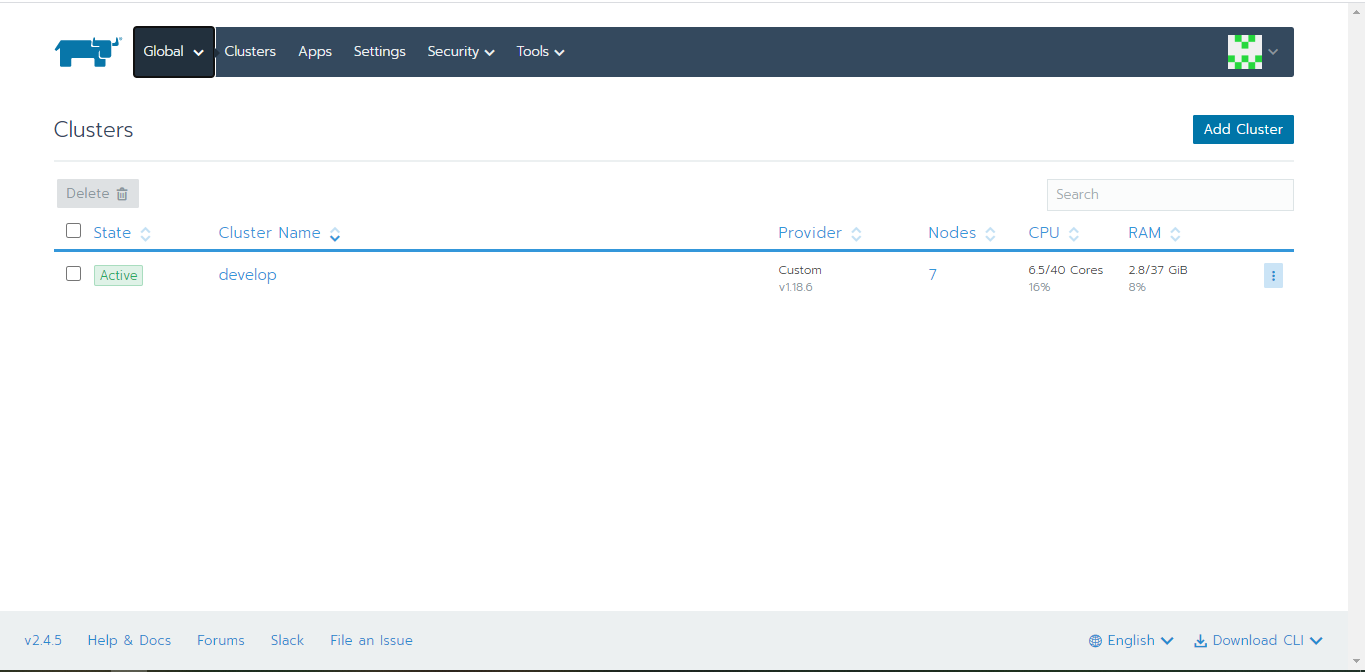 Global Clusters Apps Settings Security Tools
Clusters
Add Cluster
Delete
Search
State Cluster Name Provider Nodes CPU RAM
Active develop Custom 7 6.5/40 Cores 2.8/37 GiB
v1.18.6 16% 8%
v2.4.5 Help & Docs Forums Slack File an Issue English Download CLI